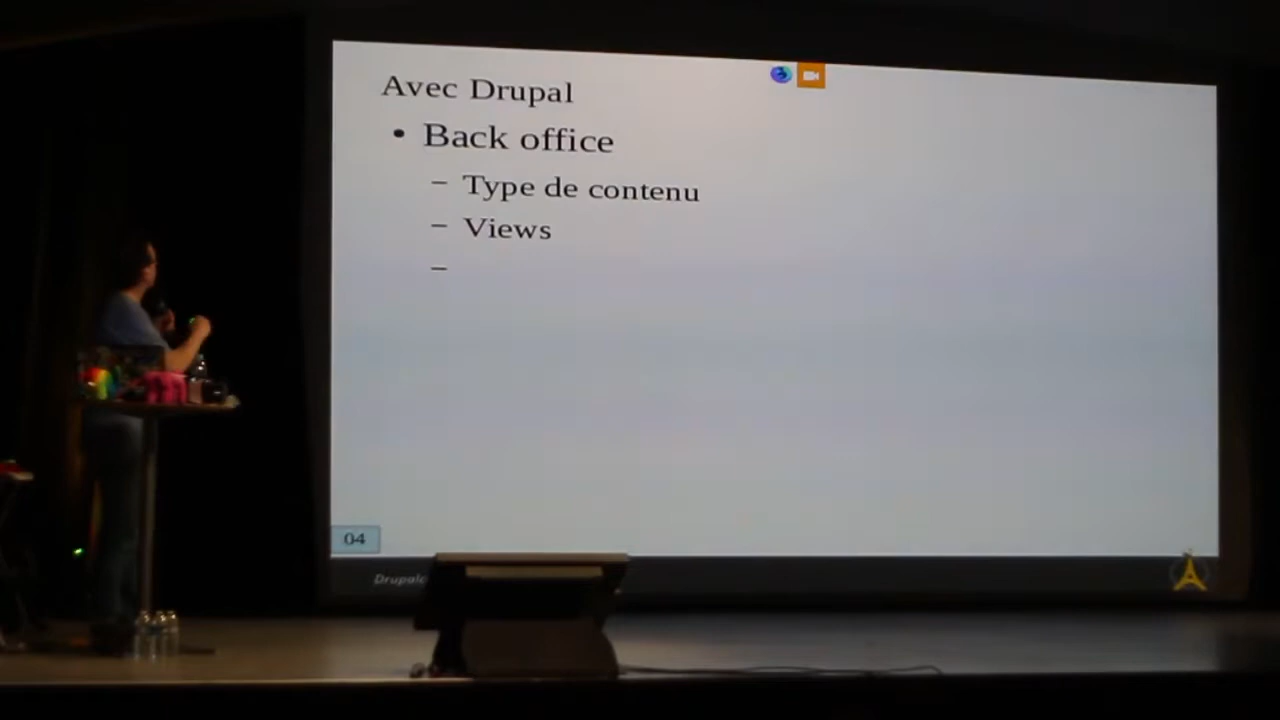 Avec Drupal
• Back office
– Type de contenu
– Views
–
04